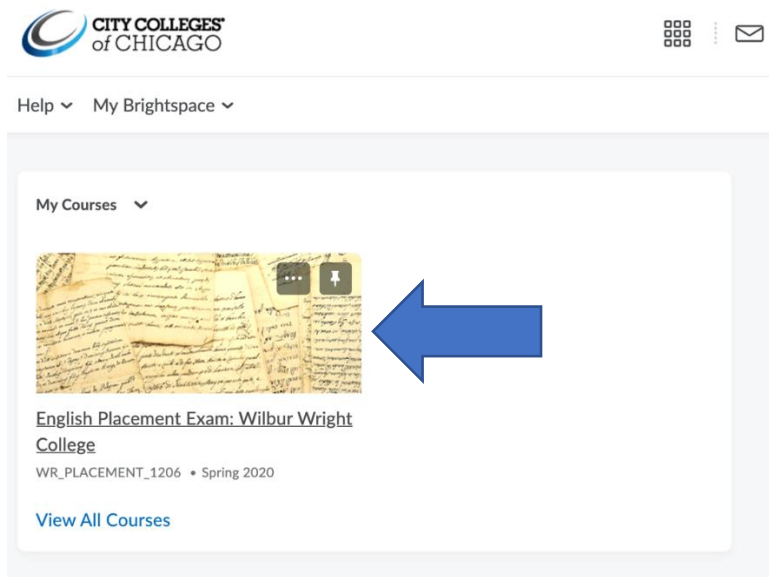 CITY COLLEGES®
of CHICAGO
Help
My Brightspace
My Courses
English Placement Exam: Wilbur Wright
College
WR_PLACEMENT_1206 • Spring 2020
View All Courses